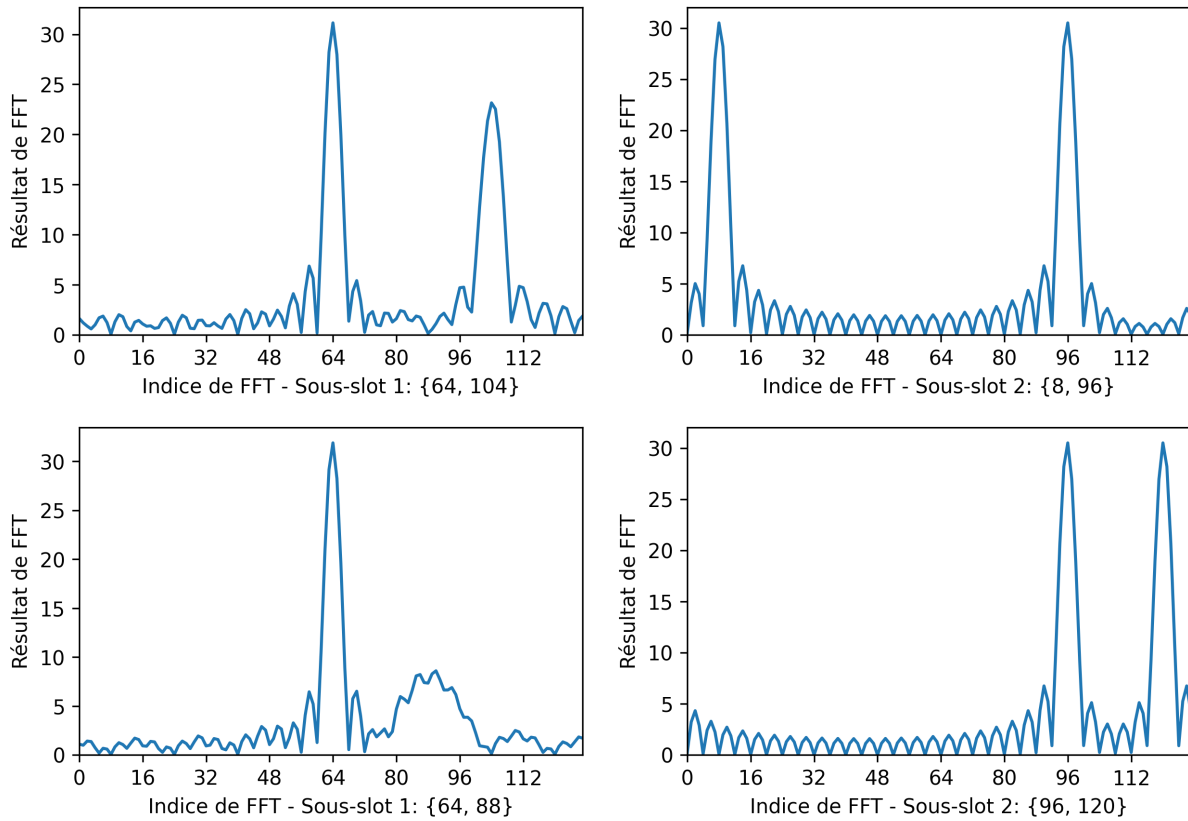 Résultat de FFT
30
25
20
15
10
5
0
0 16 32 48 64 80 96 112
Indice de FFT - Sous-slot 1: {64, 104}
Résultat de FFT
30
25
20
15
10
5
0
0 16 32 48 64 80 96 112
Indice de FFT - Sous-slot 2: {8, 96}
Résultat de FFT
30
25
20
15
10
5
0
0 16 32 48 64 80 96 112
Indice de FFT - Sous-slot 1: {64, 88}
Résultat de FFT
30
25
20
15
10
5
0
0 16 32 48 64 80 96 112
Indice de FFT - Sous-slot 2: {96, 120}